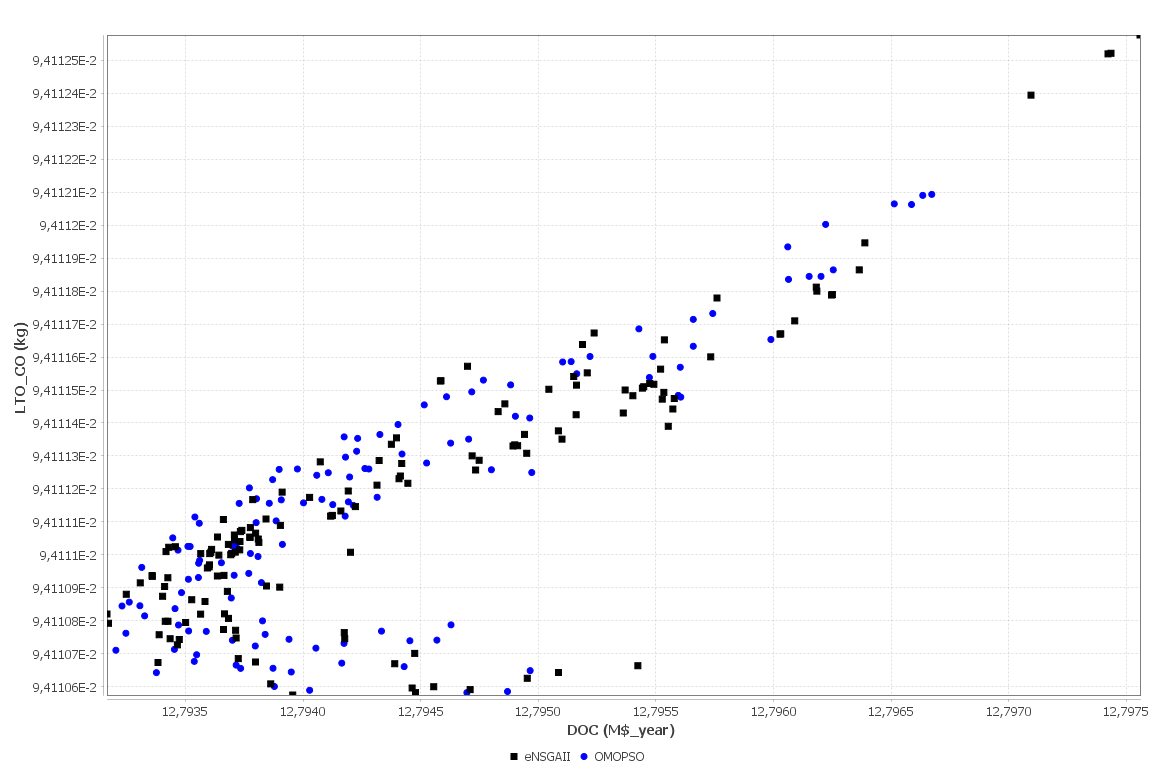 9,41125E-2
9,41124E-2
9,41123E-2
9,41122E-2
9,41121E-2
9,4112E-2
9,41119E-2
9,41118E-2
9,41117E-2
9,41116E-2
9,41115E-2
9,41114E-2
9,41113E-2
9,41112E-2
9,41111E-2
9,4111E-2
9,41109E-2
9,41108E-2
9,41107E-2
9,41106E-2
LTO_CO (kg)
12,7935 12,7940 12,7945 12,7950 12,7955 12,7960 12,7965 12,7970 12,7975
DOC (M$_year)
eNSGAII OMOPSO